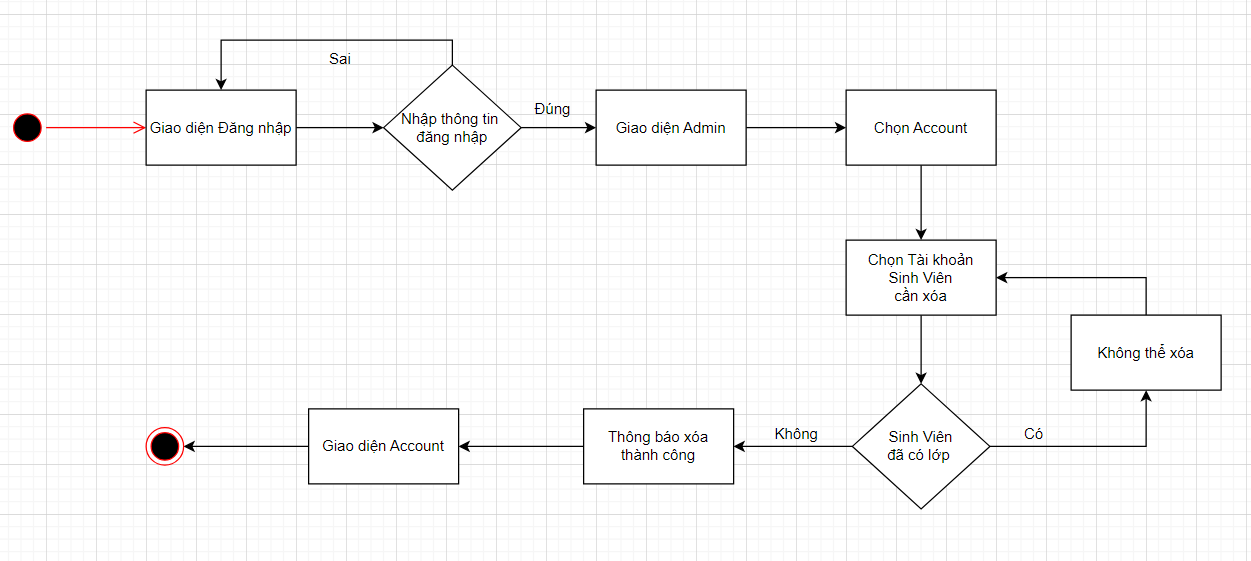 Sai
Giao diện Đăng nhập
Nhập thông tin
đăng nhập
Đúng
Giao diện Admin
Chọn Account
Chọn Tài khoản
Sinh Viên
cần xóa
Không thể xóa
Sinh Viên
đã có lớp
Có
Không
Thông báo xóa
thành công
Giao diện Account